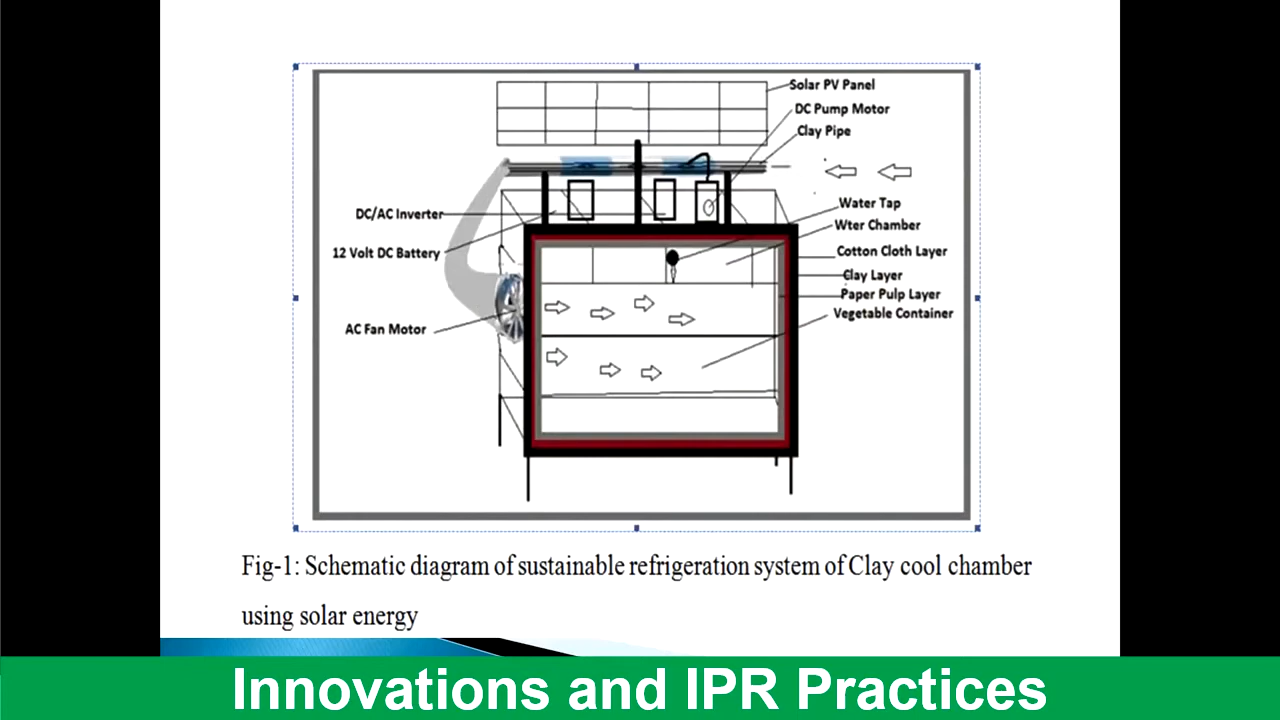 Solar PV Panel
DC Pump Motor
Clay Pipe
Water Tap
DC/AC Inverter
Wter Chamber
12 Volt DC Battery
Cotton Cloth Layer
Clay Layer
Paper Pulp Layer
Vegetable Container
AC Fan Motor
Fig-1: Schematic diagram of sustainable refrigeration system of Clay cool chamber
using solar energy
Innovations and IPR Practices